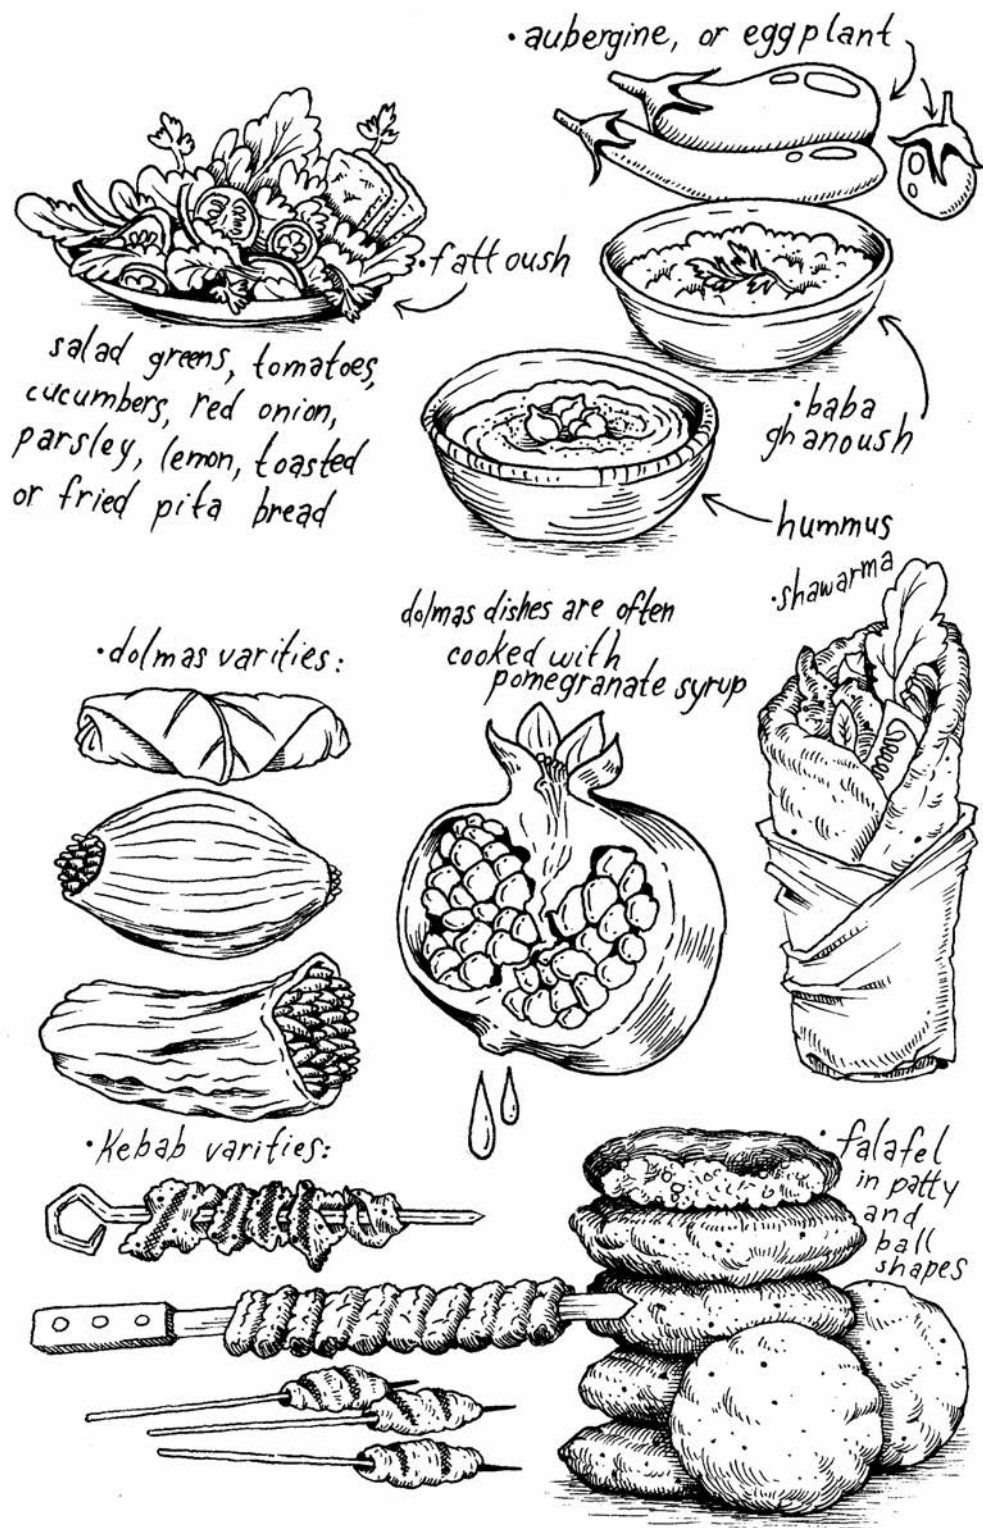 •aubergine, or eggplant
•fattoush
salad greens, tomatoes,
cucumbers, red onion,
parsley, lemon, toasted
or fried pita bread
•baba
ghanoush
hummus
•shawarma
dolmas dishes are often
cooked with
pomegranate syrup
•dolmas varities:
•Kebab varities:
•falafel
in patty
and
ball
shapes